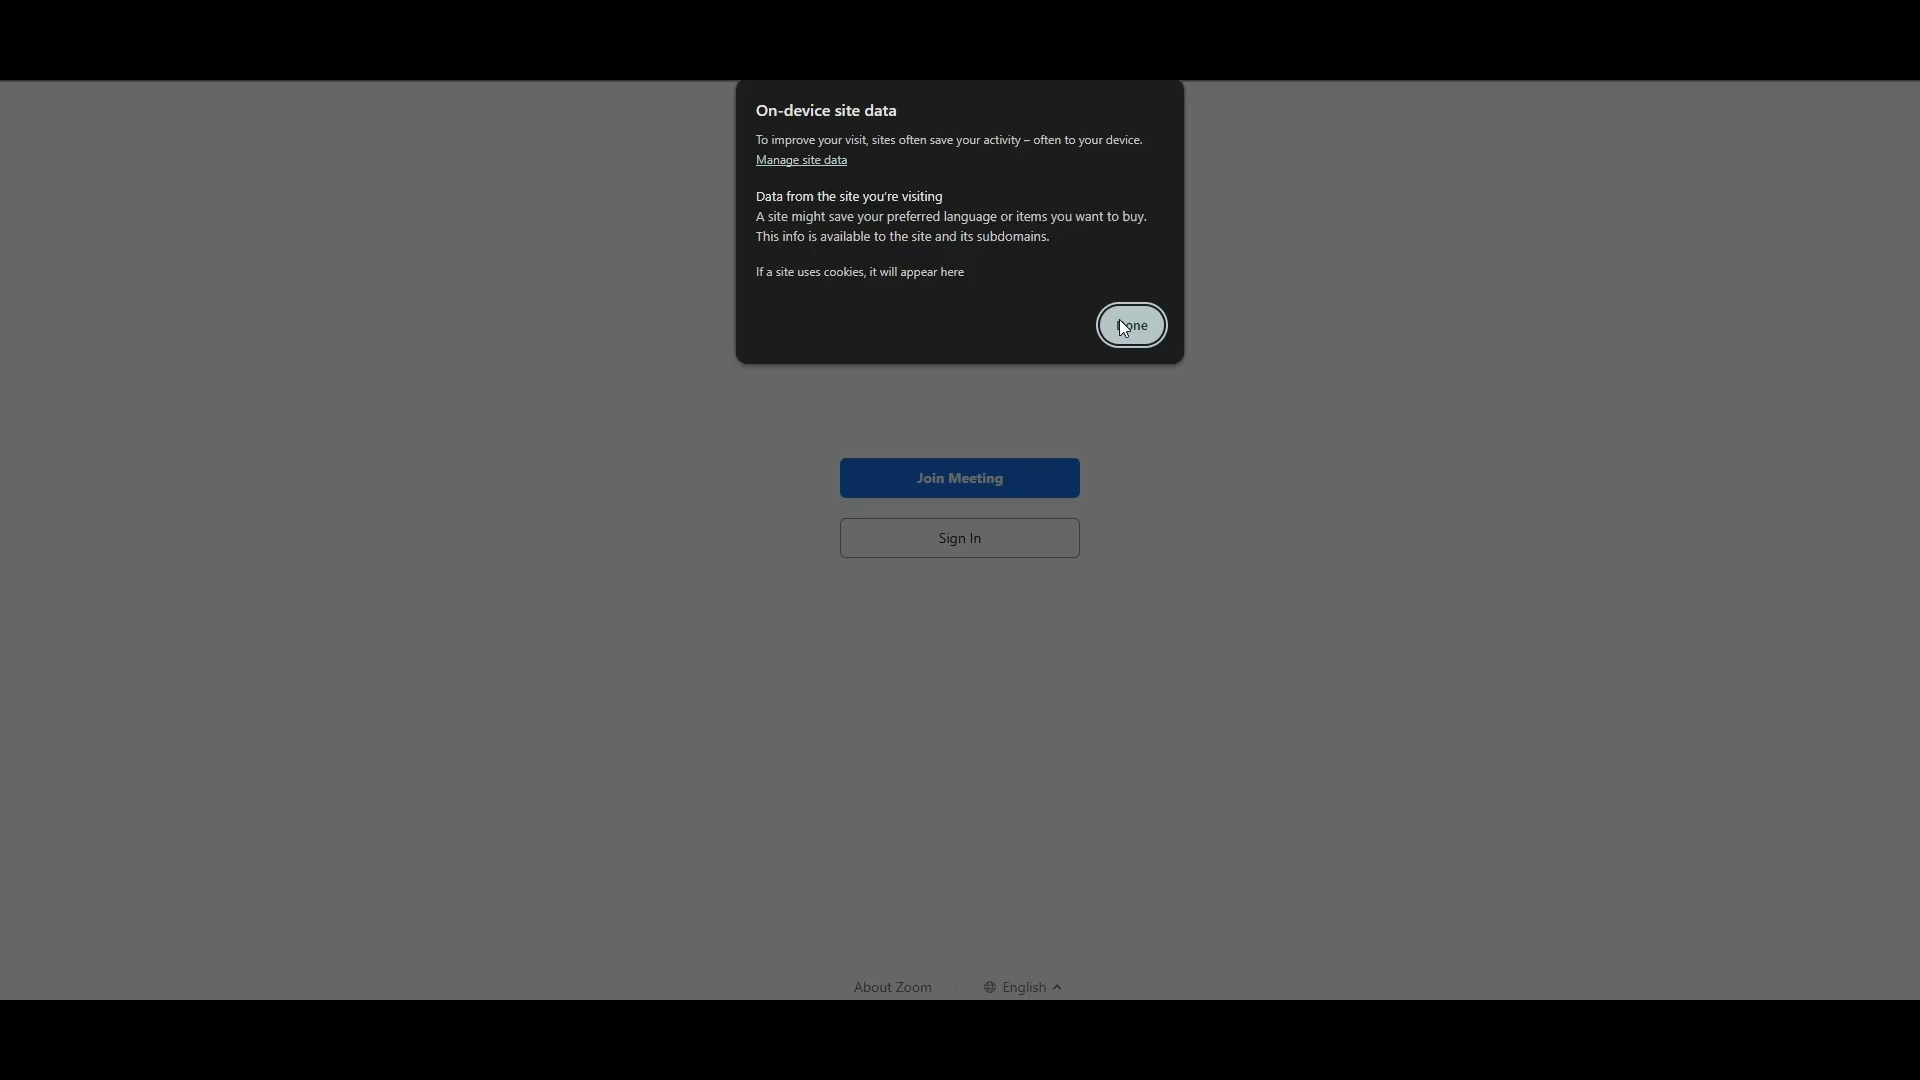 On-device site data
To improve your visit, sites often save your activity – often to your device.
Manage site data
Data from the site you're visiting
A site might save your preferred language or items you want to buy.
This info is available to the site and its subdomains.
If a site uses cookies, it will appear here
Done
Join Meeting
Sign In
About Zoom
English